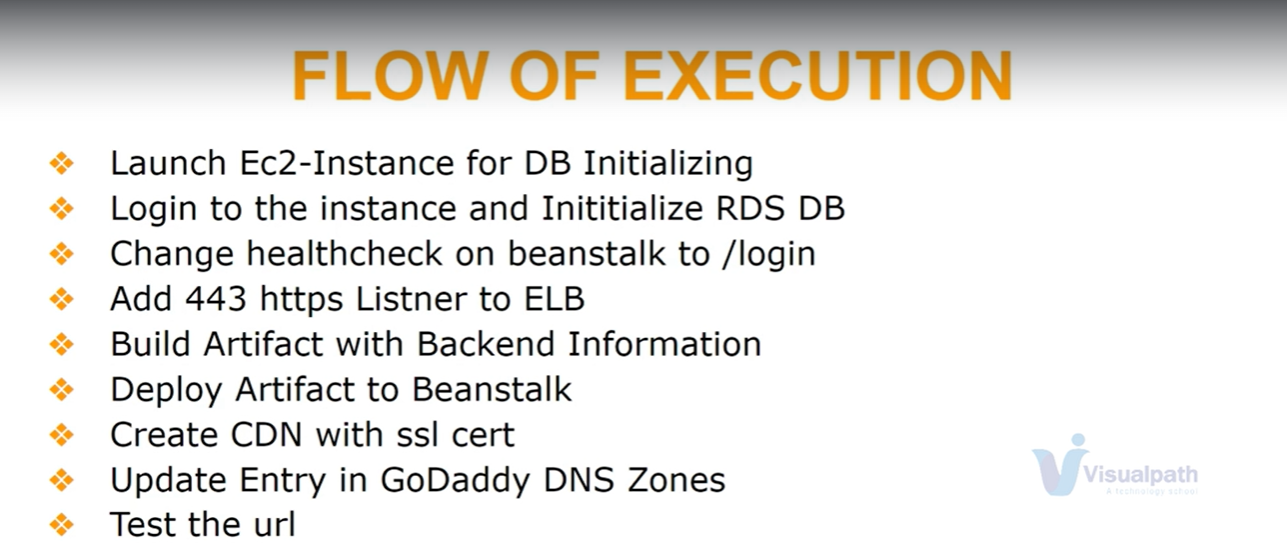 FLOW OF EXECUTION
Launch Ec2-Instance for DB Initializing
Login to the instance and Inititialize RDS DB
Change healthcheck on beanstalk to /login
Add 443 https Listner to ELB
Build Artifact with Backend Information
Deploy Artifact to Beanstalk
Create CDN with ssl cert
Update Entry in GoDaddy DNS Zones
Test the url
Visualpath
A technology school